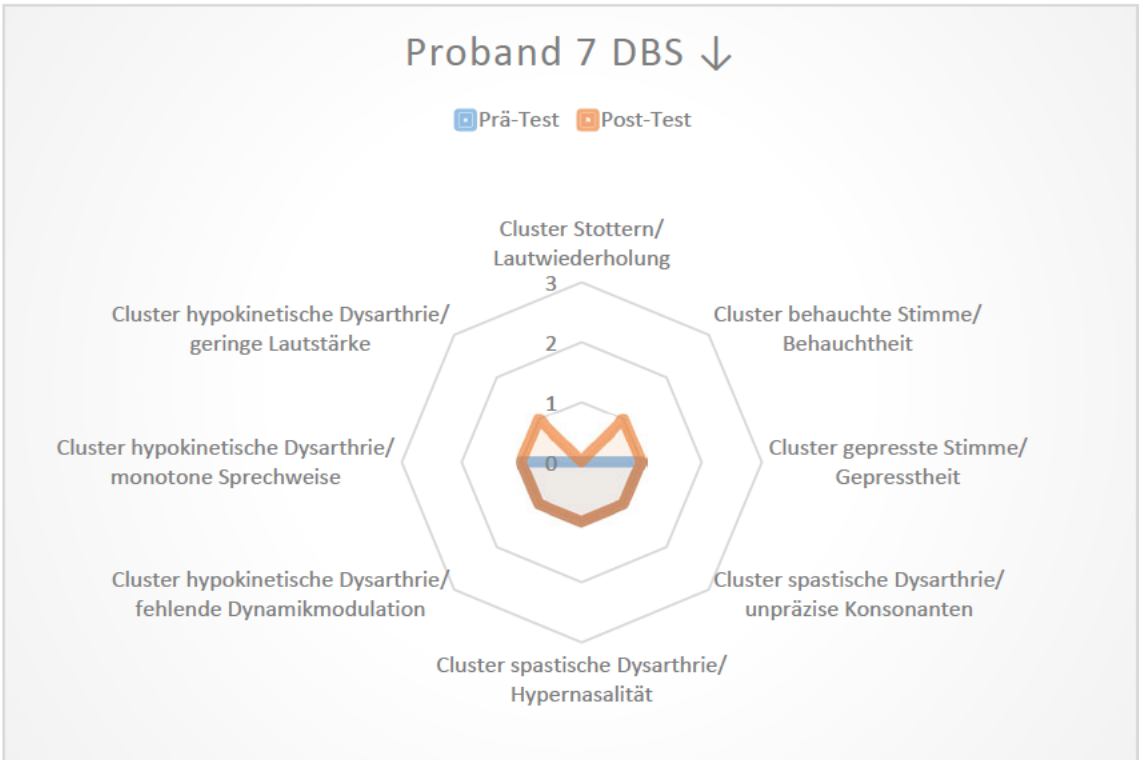 Proband 7 DBS ↓
Prä-Test Post-Test
Cluster Stottern/
Lautwiederholung
3
Cluster hypokinetische Dysarthrie/
geringe Lautstärke
Cluster behauchte Stimme/
Behauchtheit
2
1
Cluster hypokinetische Dysarthrie/
monotone Sprechweise
0
Cluster gepresste Stimme/
Gepresstheit
Cluster hypokinetische Dysarthrie/
fehlende Dynamikmodulation
Cluster spastische Dysarthrie/
unpräzise Konsonanten
Cluster spastische Dysarthrie/
Hypernasalität